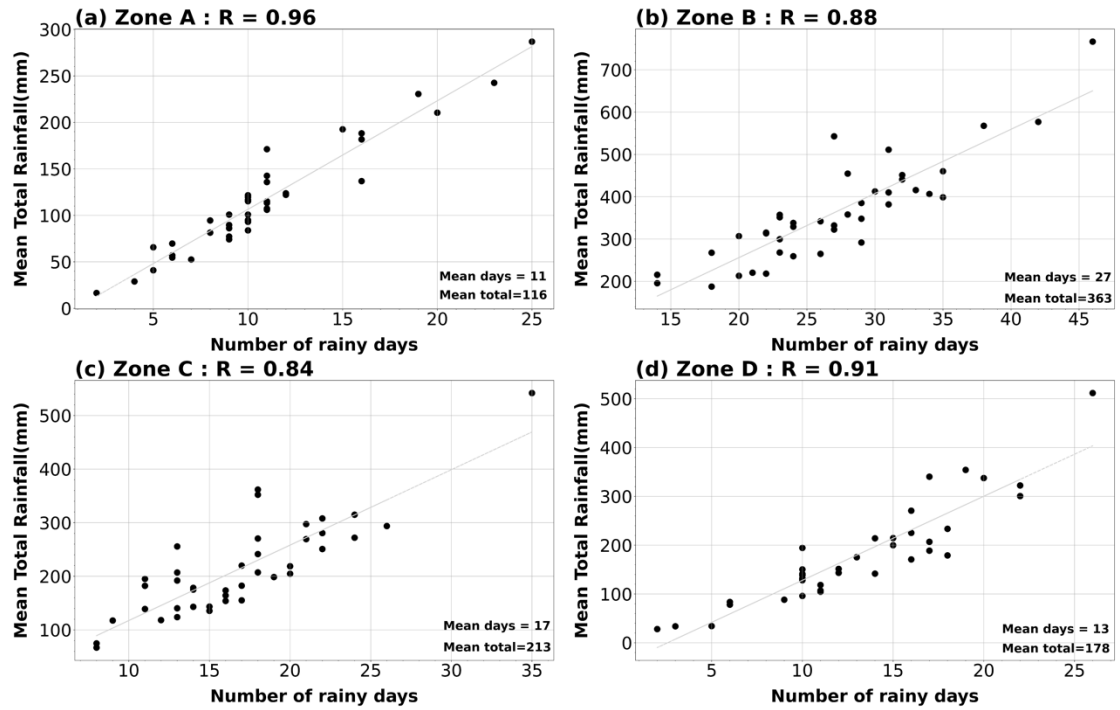 (a) Zone A : R = 0.96
300
250
200
150
100
50
0
Mean Total Rainfall(mm)
Mean days = 11
Mean total=116
5 10 15 20 25
Number of rainy days
(b) Zone B : R = 0.88
700
600
500
400
300
200
Mean Total Rainfall(mm)
Mean days = 27
Mean total=363
15 20 25 30 35 40 45
Number of rainy days
(c) Zone C : R = 0.84
500
400
300
200
100
Mean Total Rainfall(mm)
Mean days = 17
Mean total=213
10 15 20 25 30 35
Number of rainy days
(d) Zone D : R = 0.91
500
400
300
200
100
0
Mean Total Rainfall(mm)
Mean days = 13
Mean total=178
5 10 15 20 25
Number of rainy days